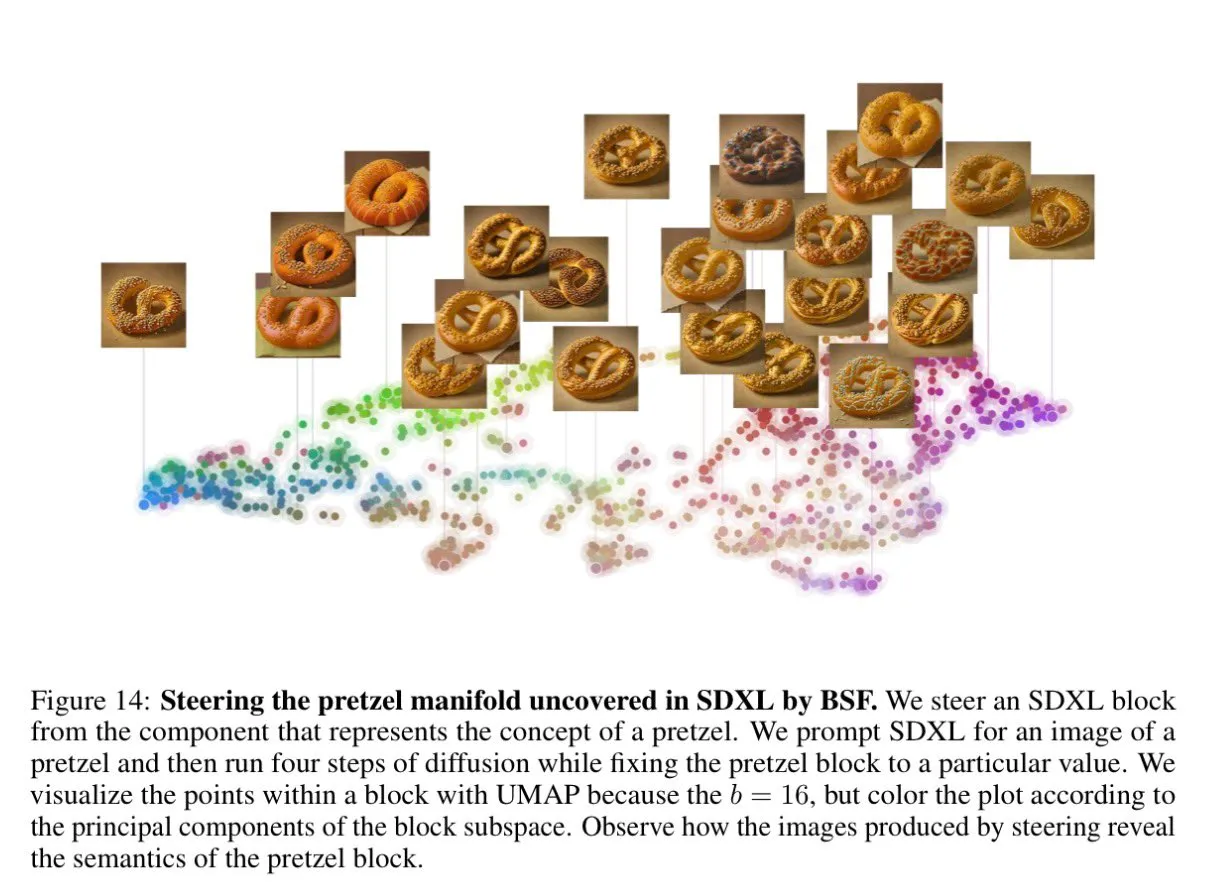 Figure 14: Steering the pretzel manifold uncovered in SDXL by BSF. We steer an SDXL block
from the component that represents the concept of a pretzel. We prompt SDXL for an image of a
pretzel and then run four steps of diffusion while fixing the pretzel block to a particular value. We
visualize the points within a block with UMAP because the b = 16, but color the plot according to
the principal components of the block subspace. Observe how the images produced by steering reveal
the semantics of the pretzel block.